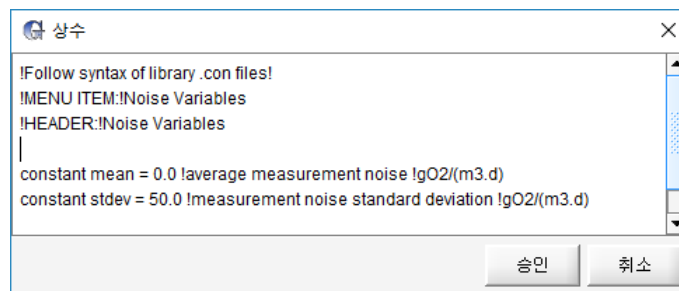 상수
!Follow syntax of library .con files!
!MENU ITEM:!Noise Variables
!HEADER:!Noise Variables
constant mean = 0.0 !average measurement noise !gO2/(m3.d)
constant stdev = 50.0 !measurement noise standard deviation !gO2/(m3.d)
승인 취소